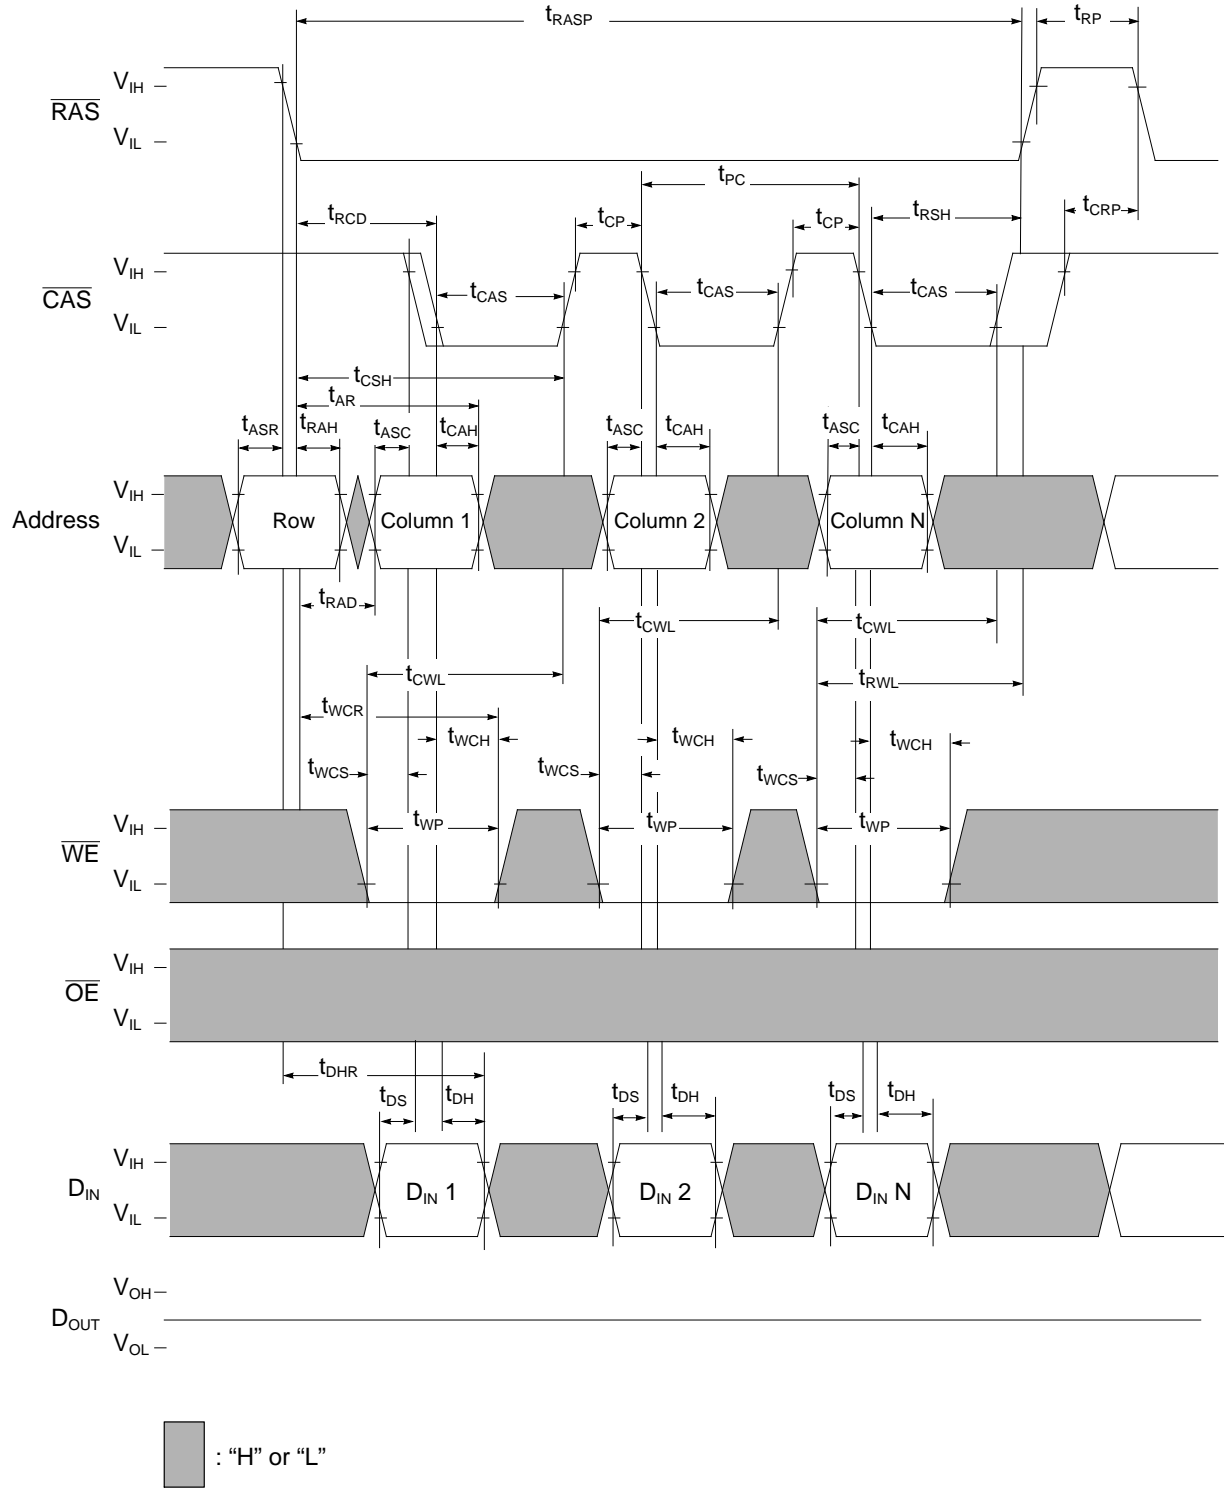 tRASP tRP
VIH
RAS
VIL
tPC
tRCD tCP tCP tRSH tCRP
VIH
CAS
VIL
tCAS tCAS tCAS
tCSH
tAR
tASR tRAH tASC tCAH tASC tCAH tASC tCAH
VIH
Address Row Column 1 Column 2 Column N
VIL
tRAD
tCWL tCWL
tCWL tRWL
tWCR
tWCH tWCH tWCH
tWCS tWCS tWCS
VIH
WE
VIL
tWP tWP tWP
VIH
OE
VIL
tDHR
tDS tDH tDS tDH tDS tDH
VIH
DIN DIN 1 DIN 2 DIN N
VIL
VOH
DOUT
VOL
: “H” or “L”